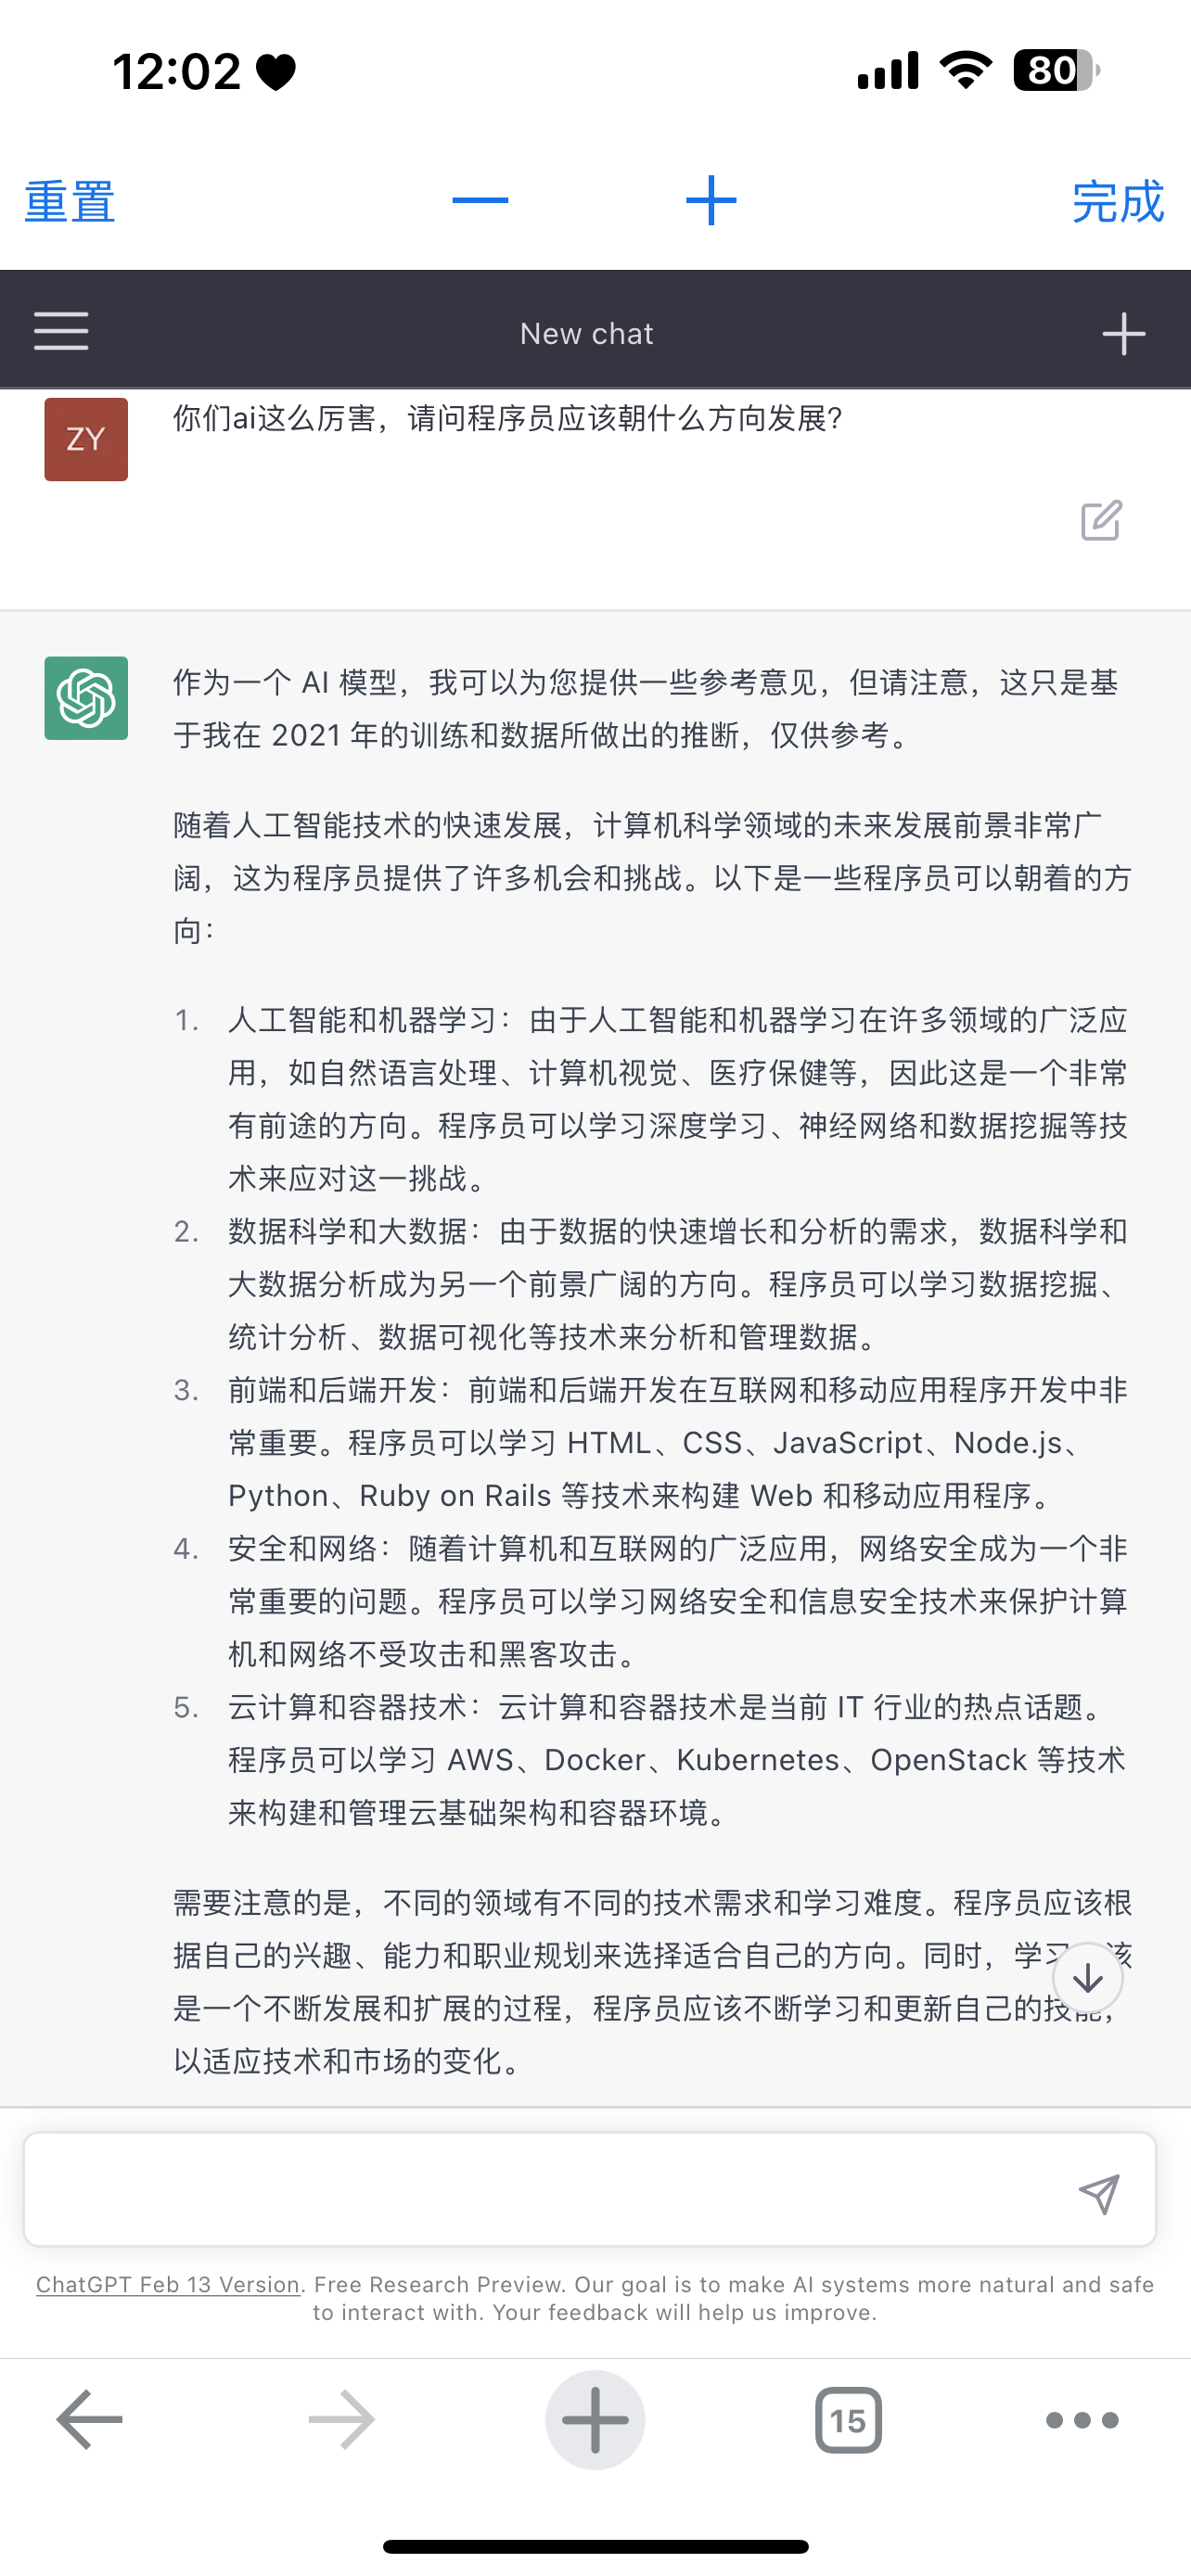 12:02
80
重置
完成
New chat
ZY
你们ai这么厉害，请问程序员应该朝什么方向发展?
作为一个 AI 模型，我可以为您提供一些参考意见，但请注意，这只是基
于我在 2021 年的训练和数据所做出的推断，仅供参考。
随着人工智能技术的快速发展，计算机科学领域的未来发展前景非常广
阔，这为程序员提供了许多机会和挑战。以下是一些程序员可以朝着的方
向：
1. 人工智能和机器学习：由于人工智能和机器学习在许多领域的广泛应
用，如自然语言处理、计算机视觉、医疗保健等，因此这是一个非常
有前途的方向。程序员可以学习深度学习、神经网络和数据挖掘等技
术来应对这一挑战。
2. 数据科学和大数据：由于数据的快速增长和分析的需求，数据科学和
大数据分析成为另一个前景广阔的方向。程序员可以学习数据挖掘、
统计分析、数据可视化等技术来分析和管理数据。
3. 前端和后端开发：前端和后端开发在互联网和移动应用程序开发中非
常重要。程序员可以学习 HTML、CSS、JavaScript、Node.js、
Python、Ruby on Rails 等技术来构建 Web 和移动应用程序。
4. 安全和网络：随着计算机和互联网的广泛应用，网络安全成为一个非
常重要的问题。程序员可以学习网络安全和信息安全技术来保护计算
机和网络不受攻击和黑客攻击。
5. 云计算和容器技术：云计算和容器技术是当前 IT 行业的热点话题。
程序员可以学习 AWS、Docker、Kubernetes、OpenStack 等技术
来构建和管理云基础架构和容器环境。
需要注意的是，不同的领域有不同的技术需求和学习难度。程序员应该根
据自己的兴趣、能力和职业规划来选择适合自己的方向。同时，学习该
是一个不断发展和扩展的过程，程序员应该不断学习和更新自己的技能，
以适应技术和市场的变化。
ChatGPT Feb 13 Version. Free Research Preview. Our goal is to make AI systems more natural and safe
to interact with. Your feedback will help us improve.
15